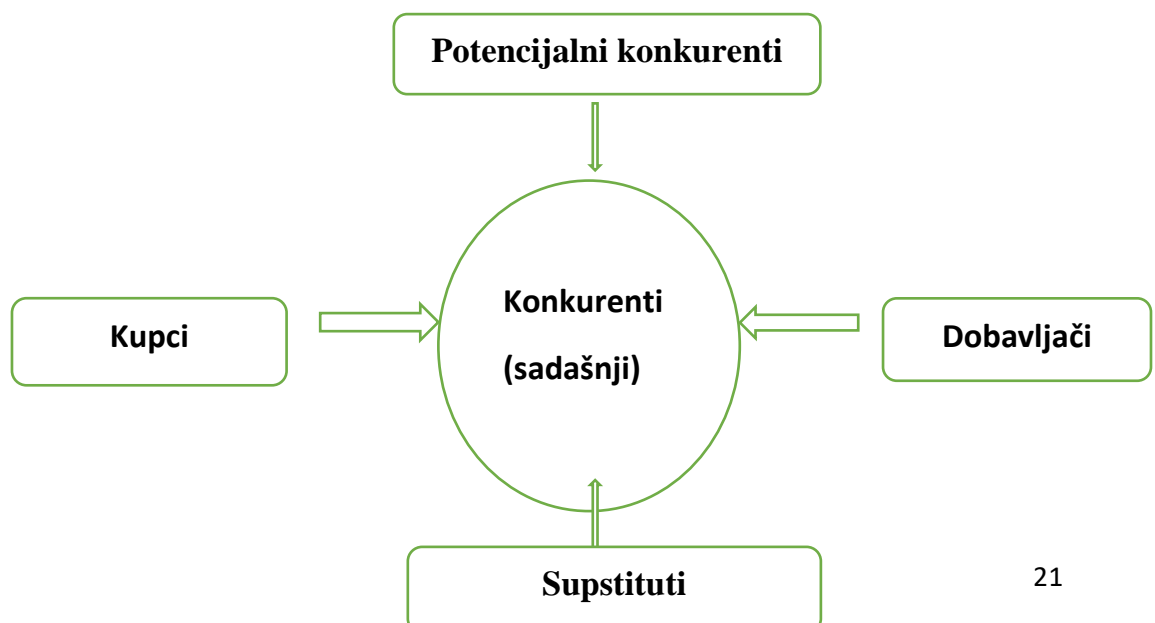 Potencijalni konkurenti
Kupci
Konkurenti
(sadašnji)
Dobavljači
Supstituti
21